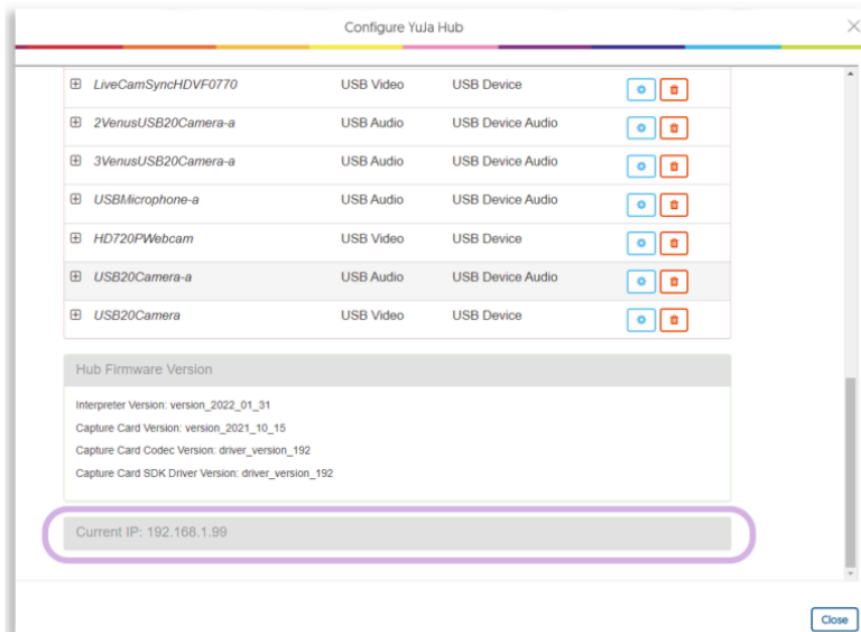 Configure YuJa Hub
LiveCamSyncHDVF0770 USB Video USB Device
2VenusUSB20Camera-a USB Audio USB Device Audio
3VenusUSB20Camera-a USB Audio USB Device Audio
USBMicrophone-a USB Audio USB Device Audio
HD720PWebcam USB Video USB Device
USB20Camera-a USB Audio USB Device Audio
USB20Camera USB Video USB Device
Hub Firmware Version
Interpreter Version: version_2022_01_31
Capture Card Version: version_2021_10_15
Capture Card Codec Version: driver_version_192
Capture Card SDK Driver Version: driver_version_192
Current IP: 192.168.1.99
Close